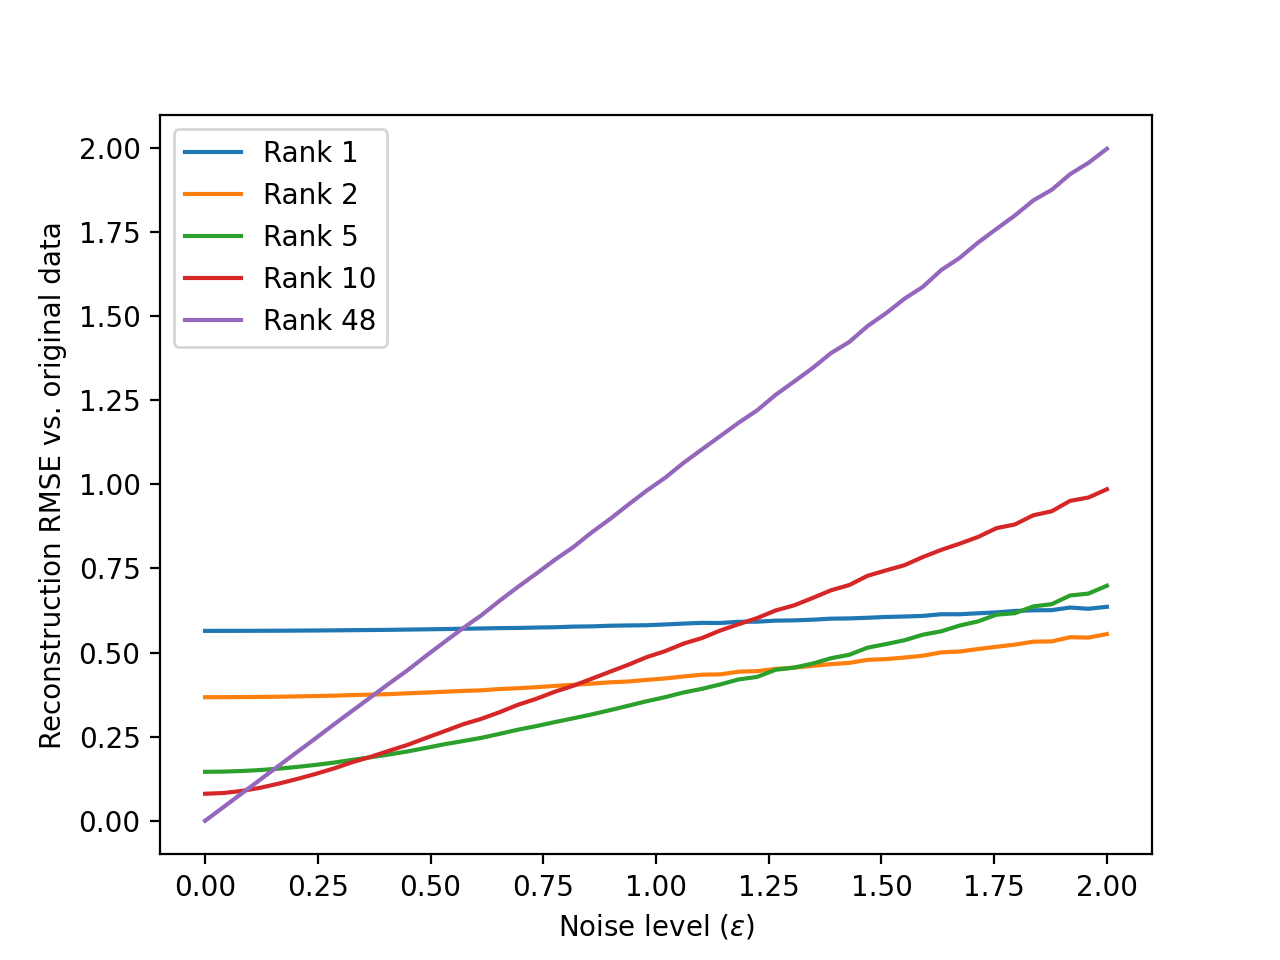 Rank 1
Rank 2
Rank 5
Rank 10
Rank 48
Reconstruction RMSE vs. original data
2.00
1.75
1.50
1.25
1.00
0.75
0.50
0.25
0.00
0.00 0.25 0.50 0.75 1.00 1.25 1.50 1.75 2.00
Noise level (ε)